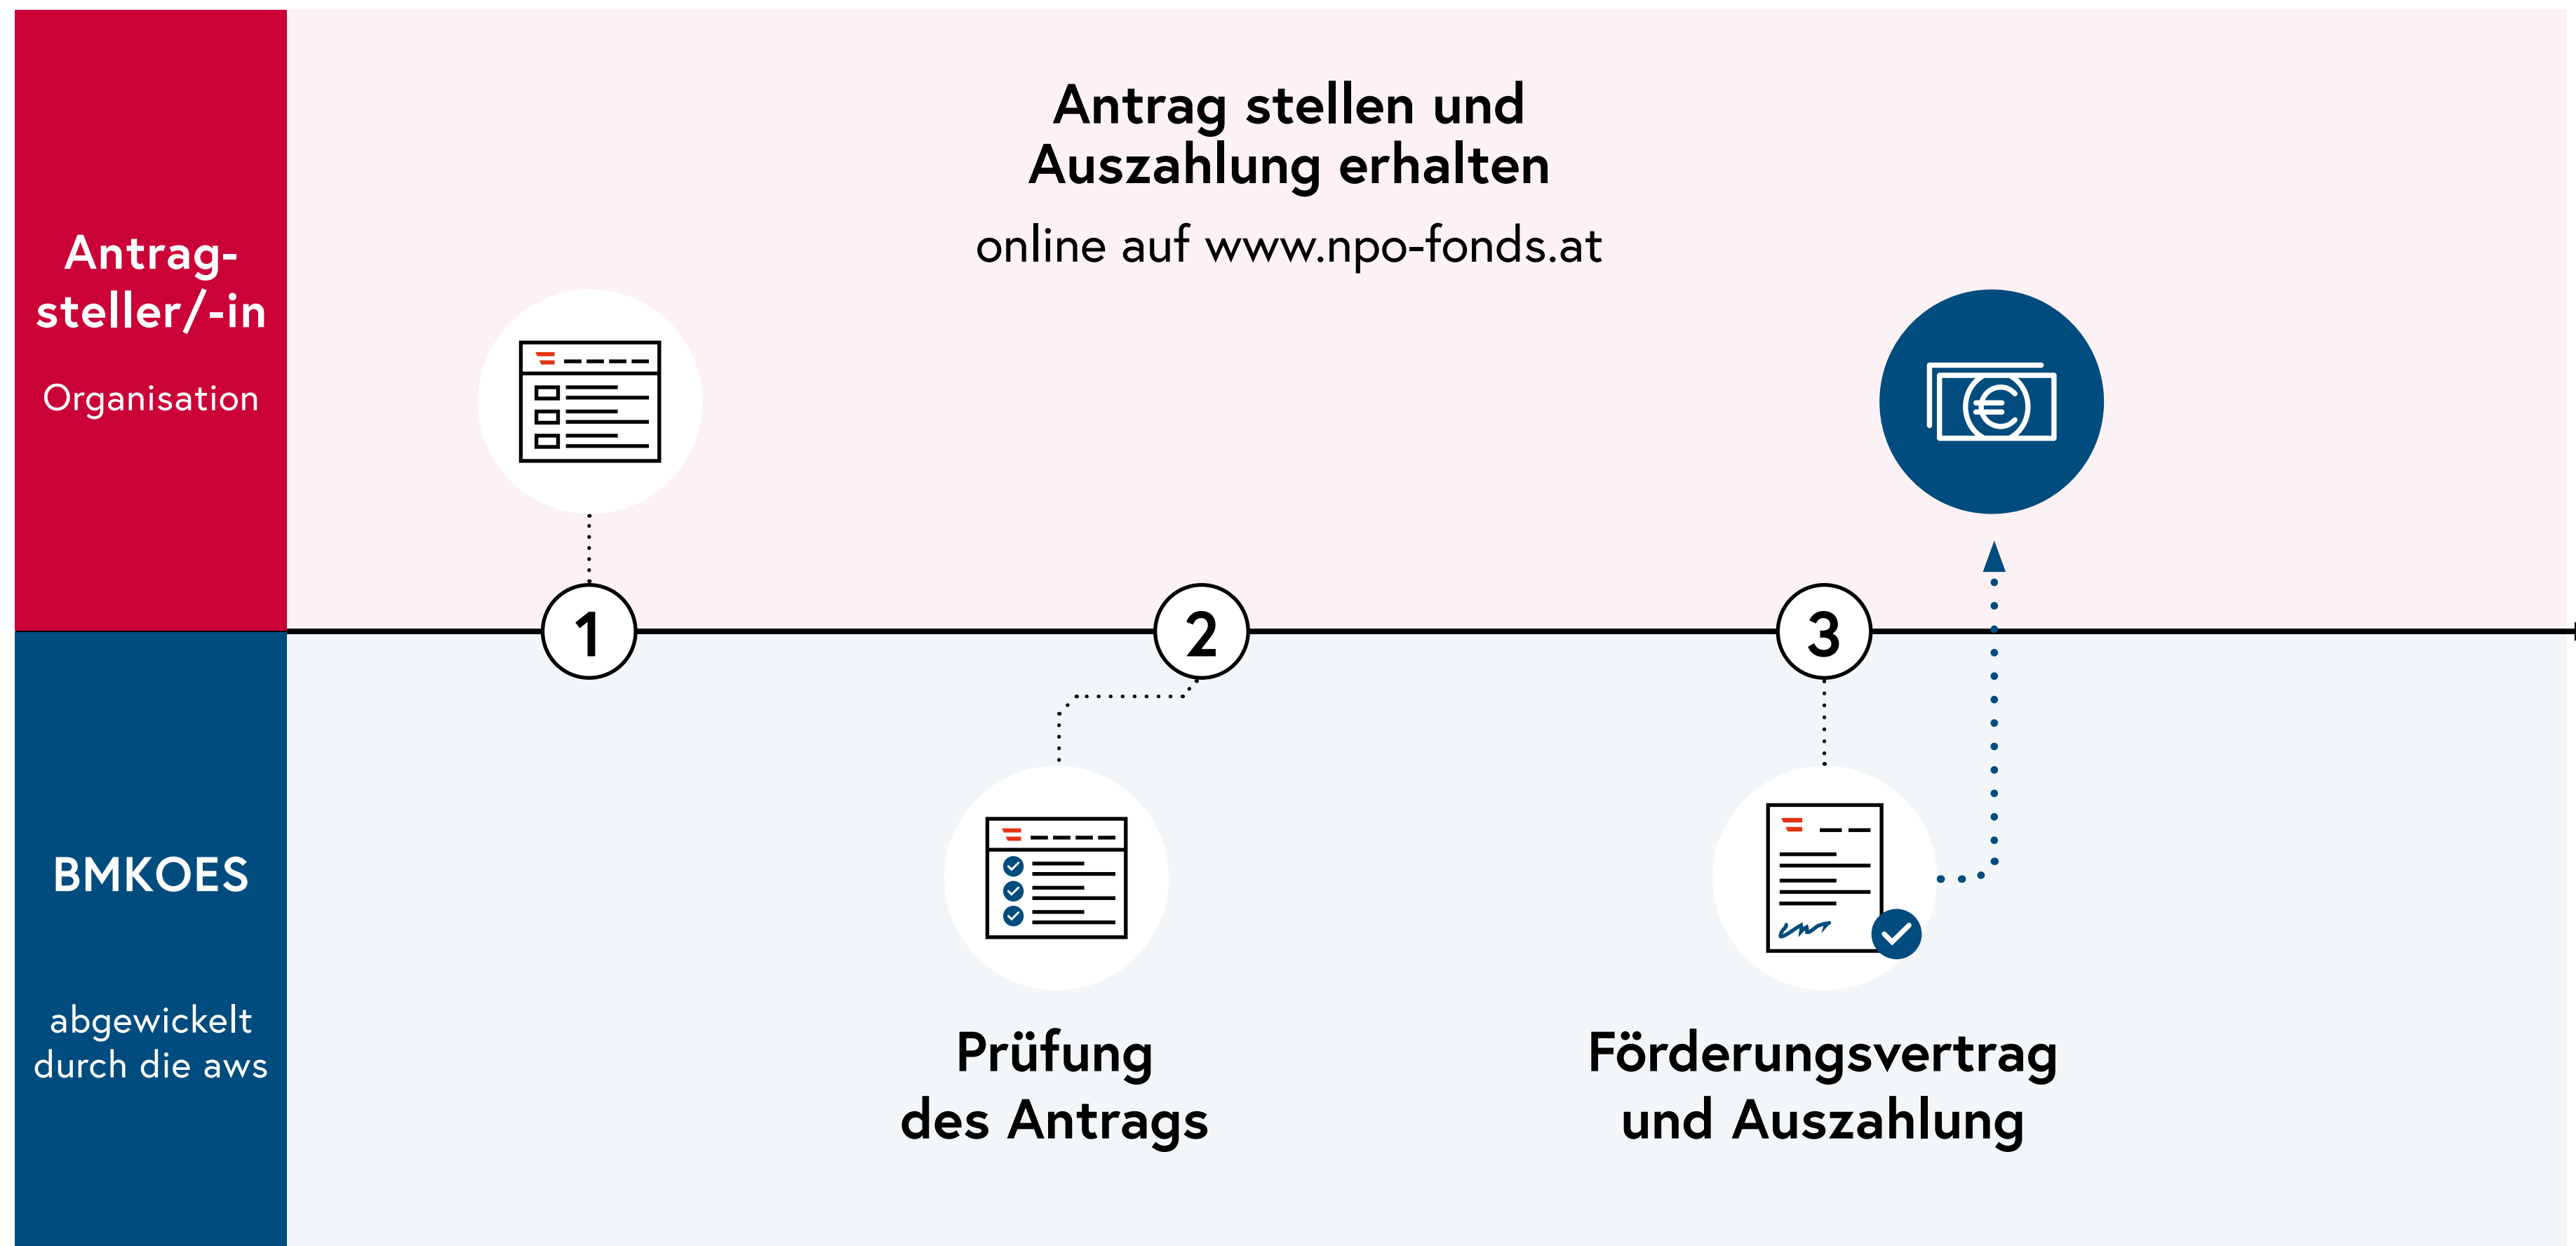 Antrag stellen und
Auszahlung erhalten
online auf www.npo-fonds.at
Antrag-
steller/-in
Organisation
1
2
3
BMKOES
abgewickelt
durch die aws
Prüfung
des Antrags
Förderungsvertrag
und Auszahlung